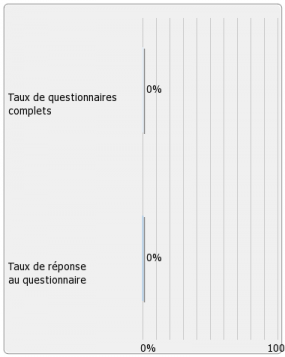 Taux de questionnaires
complets
0%
Taux de réponse
au questionnaire
0%
0%
100